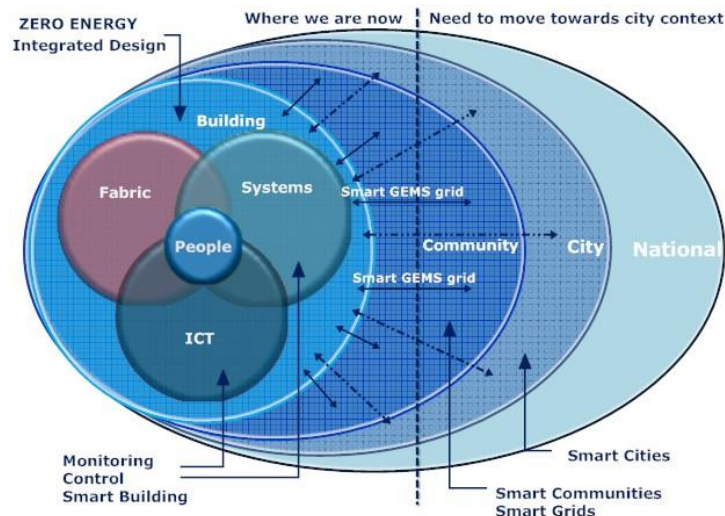 ZERO ENERGY
Integrated Design
Where we are now
Need to move towards city context
Building
Fabric
Systems
Smart GEMS grid
People
Community
City
National
Smart GEMS grid
ICT
Monitoring
Control
Smart Building
Smart Cities
Smart Communities
Smart Grids